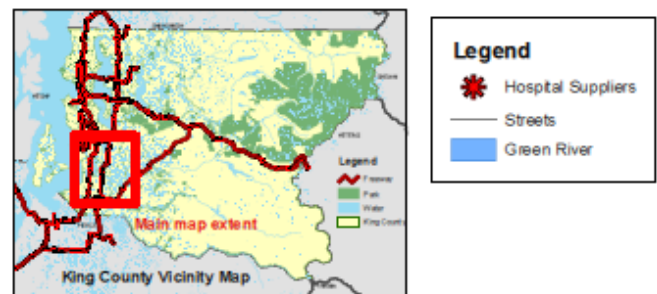 Legend
Freeway
Park
Water
King County
Main map extent
King County Vicinity Map
Legend
Hospital Suppliers
Streets
Green River